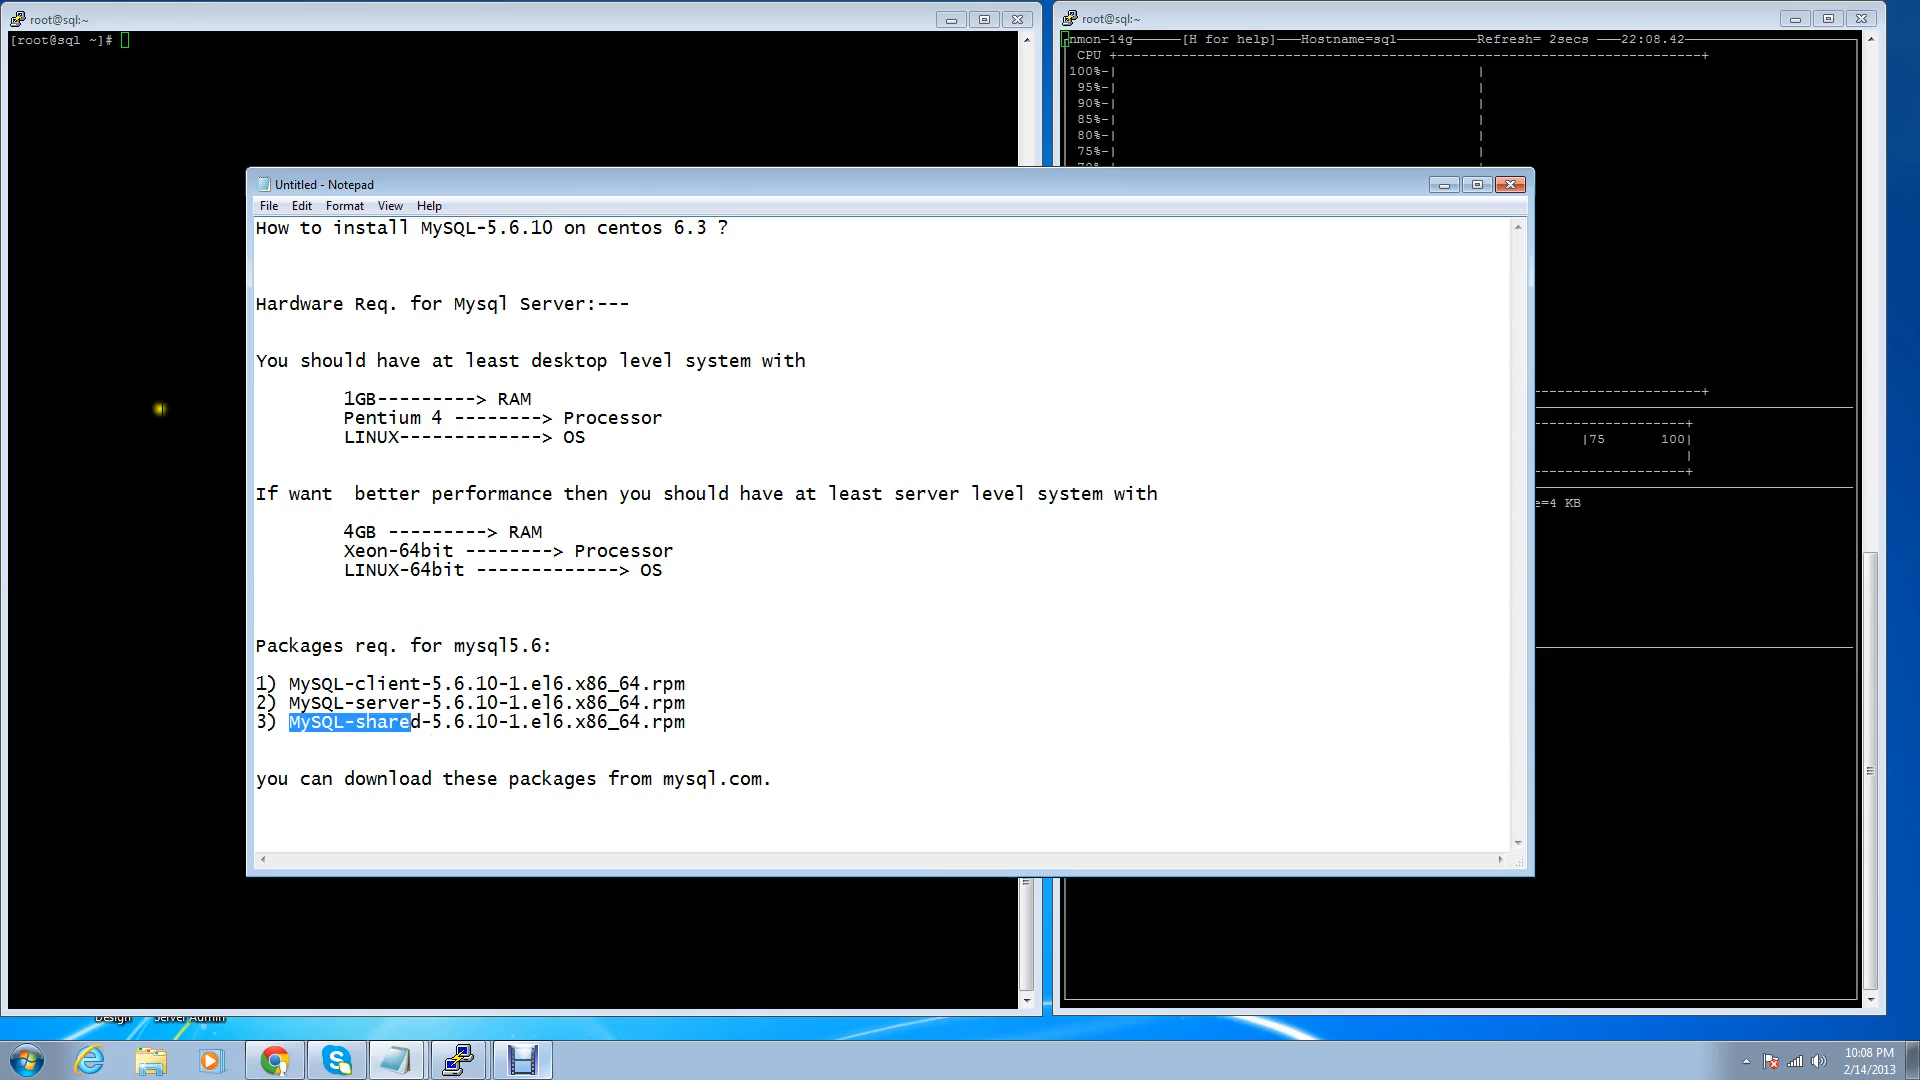 root@sql:~
[root@sql ~]#
root@sql:~
nmon—14g [H for help] Hostname=sql Refresh= 2secs 22:08.42
CPU +---------------------------------------------------------------------------+
100%-| |
95%-| |
90%-| |
85%-| |
80%-| |
75%-| |
Untitled - Notepad
File Edit Format View Help
How to install MySQL-5.6.10 on centos 6.3 ?
Hardware Req. for Mysql Server:---
You should have at least desktop level system with
1GB---------> RAM
Pentium 4 --------> Processor
LINUX-------------> OS
If want  better performance then you should have at least server level system with
4GB ---------> RAM
Xeon-64bit --------> Processor
LINUX-64bit -------------> OS
Packages req. for mysql5.6:
1) MySQL-client-5.6.10-1.el6.x86_64.rpm
2) MySQL-server-5.6.10-1.el6.x86_64.rpm
3) MySQL-shared-5.6.10-1.el6.x86_64.rpm
you can download these packages from mysql.com.
|75 100|
e=4 KB
Design Server Admin
10:08 PM
2/14/2013